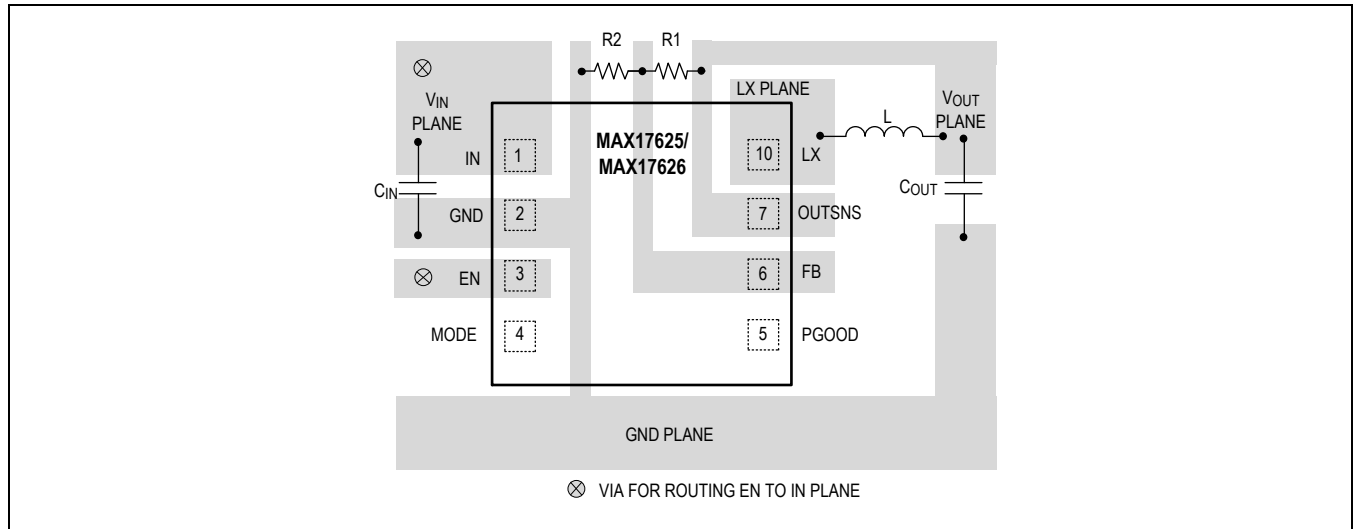 R2 R1
LX PLANE
VIN
PLANE
L
VOUT
PLANE
MAX17625/
MAX17626
IN 1
10 LX
CIN
COUT
GND 2
7 OUTSNS
EN 3
6 FB
MODE 4
5 PGOOD
GND PLANE
VIA FOR ROUTING EN TO IN PLANE